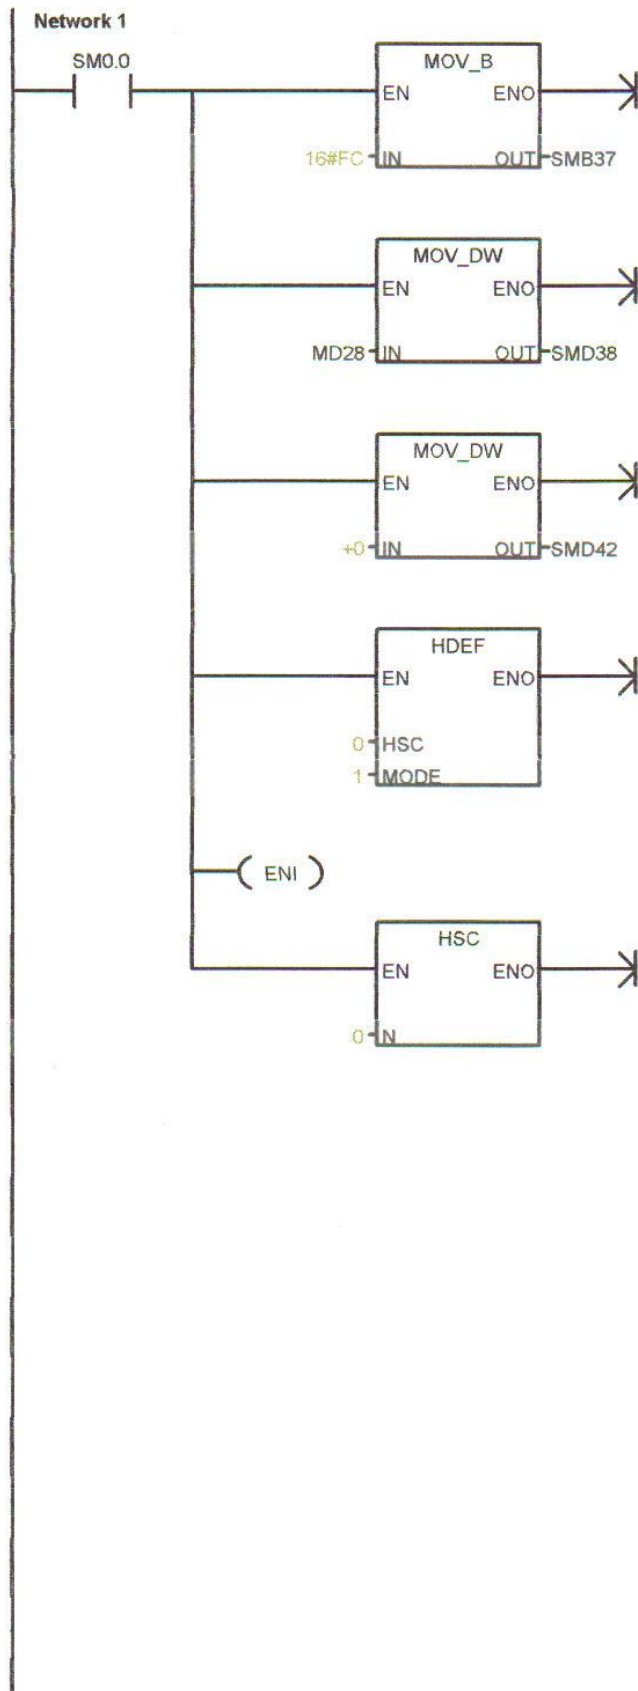 Network 1
SM0.0
MOV_B
EN ENO
16#FC IN OUT SMB37
MOV_DW
EN ENO
MD28 IN OUT SMD38
MOV_DW
EN ENO
+0 IN OUT SMD42
HDEF
EN ENO
0 HSC
1 MODE
ENI
HSC
EN ENO
0 N